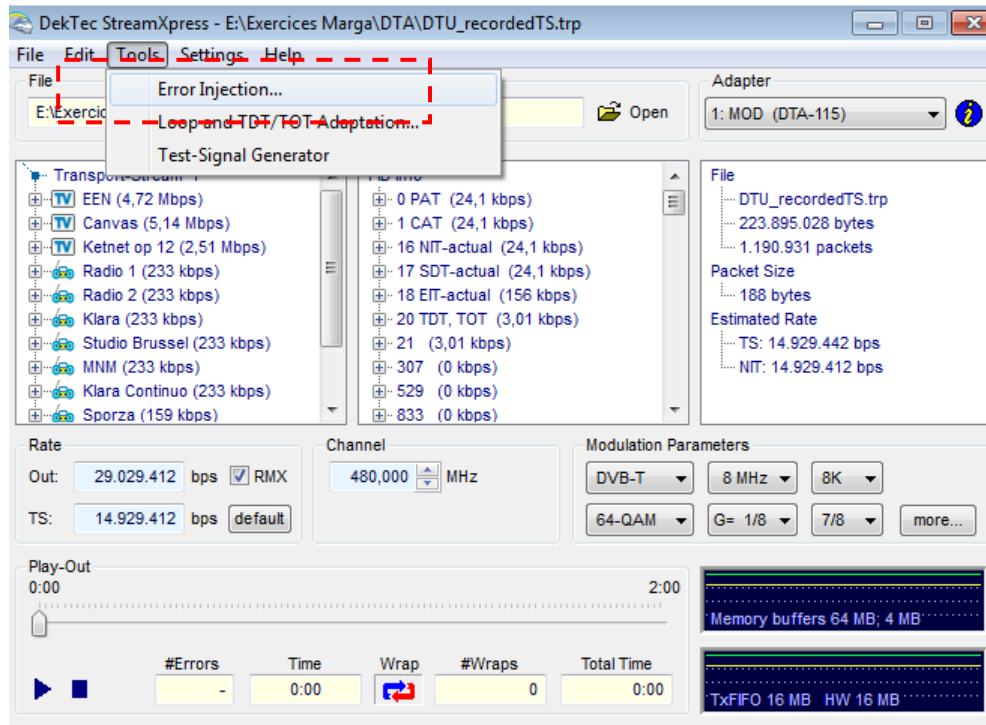 DekTec StreamXpress - E:\Exercices Marga\DTA\DTU_recordedTS.trp
File Edit Tools Settings Help
Error Injection...
Loop and TDT/TOT Adaptation...
Test-Signal Generator
File
E:\Exercic
Open
Adapter
1: MOD (DTA-115)
Transport-Stream 1
TV EEN (4,72 Mbps)
TV Canvas (5,14 Mbps)
TV Ketnet op 12 (2,51 Mbps)
Radio 1 (233 kbps)
Radio 2 (233 kbps)
Klara (233 kbps)
Studio Brussel (233 kbps)
MNM (233 kbps)
Klara Continuo (233 kbps)
Sporza (159 kbps)
PID Info
0 PAT (24,1 kbps)
1 CAT (24,1 kbps)
16 NIT-actual (24,1 kbps)
17 SDT-actual (24,1 kbps)
18 EIT-actual (156 kbps)
20 TDT, TOT (3,01 kbps)
21 (3,01 kbps)
307 (0 kbps)
529 (0 kbps)
833 (0 kbps)
File
DTU_recordedTS.trp
223.895.028 bytes
1.190.931 packets
Packet Size
188 bytes
Estimated Rate
TS: 14.929.442 bps
NIT: 14.929.412 bps
Rate
Out: 29.029.412 bps RMX
TS: 14.929.412 bps default
Channel
480,000 MHz
Modulation Parameters
DVB-T 8 MHz 8K
64-QAM G= 1/8 7/8 more...
Play-Out
0:00 2:00
#Errors Time Wrap #Wraps Total Time
- 0:00 0 0:00
Memory buffers 64 MB; 4 MB
TxFIFO 16 MB HW 16 MB